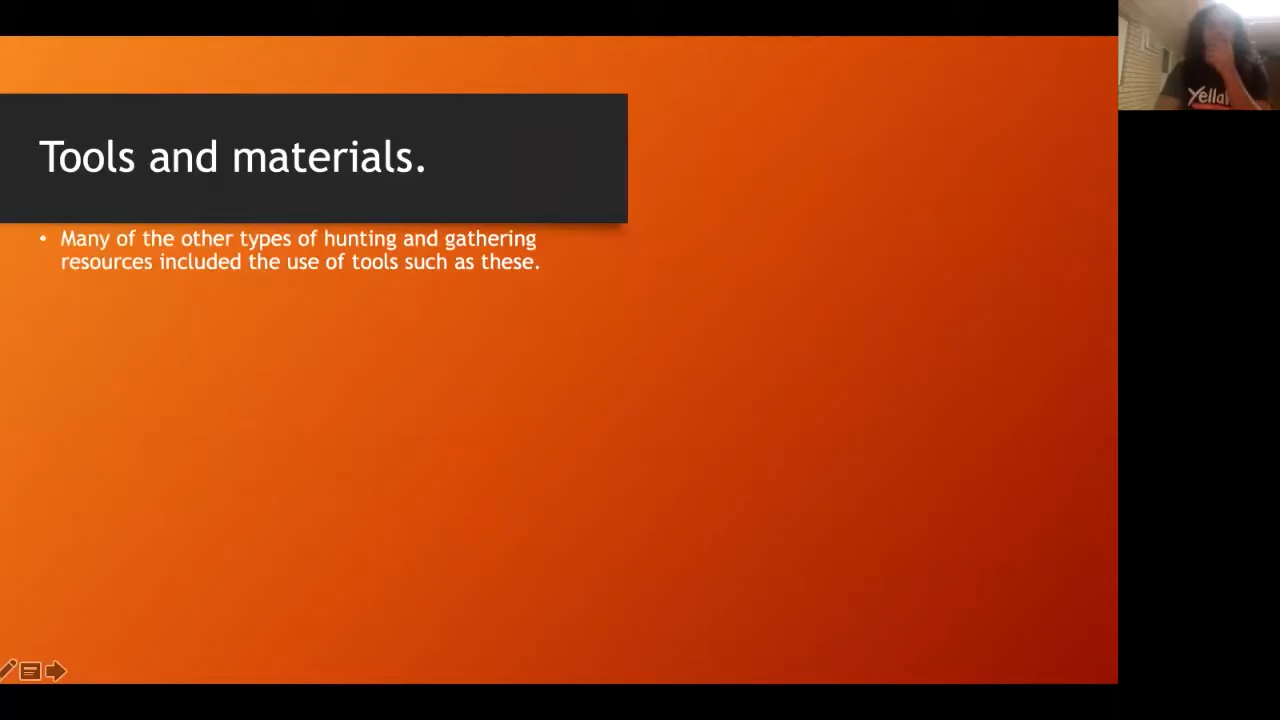 Tools and materials.
• Many of the other types of hunting and gathering
resources included the use of tools such as these.